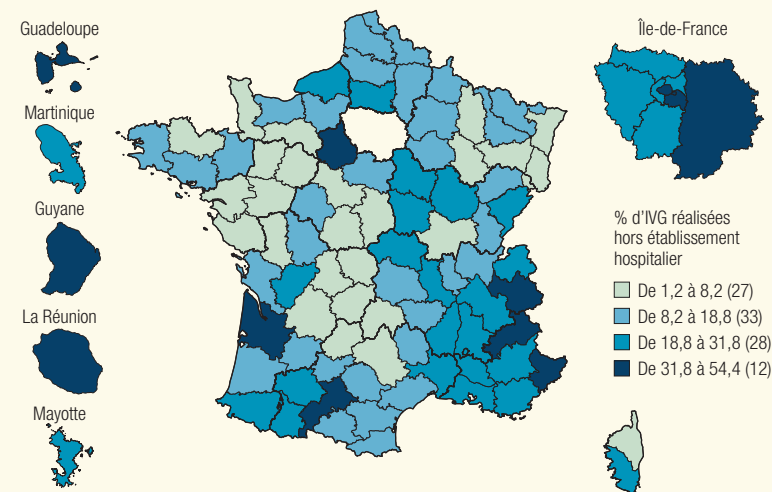 Guadeloupe
Martinique
Guyane
La Réunion
Mayotte
Île-de-France
% d’IVG réalisées
hors établissement
hospitalier
De 1,2 à 8,2 (27)
De 8,2 à 18,8 (33)
De 18,8 à 31,8 (28)
De 31,8 à 54,4 (12)